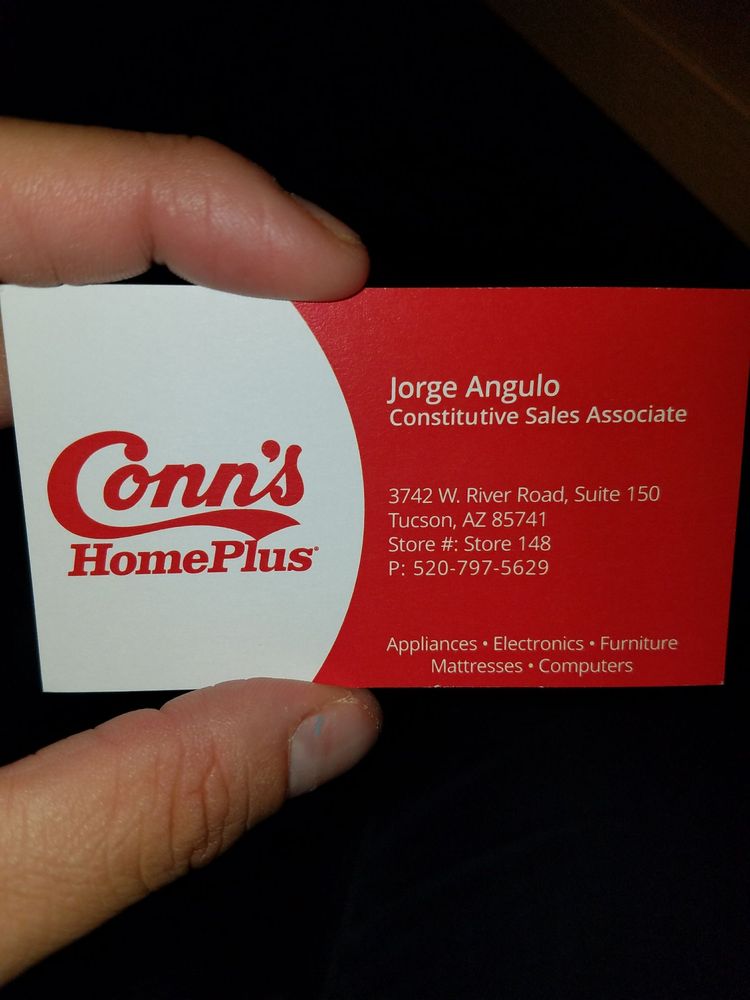 Conn's
HomePlus
Jorge Angulo
Constitutive Sales Associate
3742 W. River Road, Suite 150
Tucson, AZ 85741
Store #: Store 148
P: 520-797-5629
Appliances • Electronics • Furniture
Mattresses • Computers